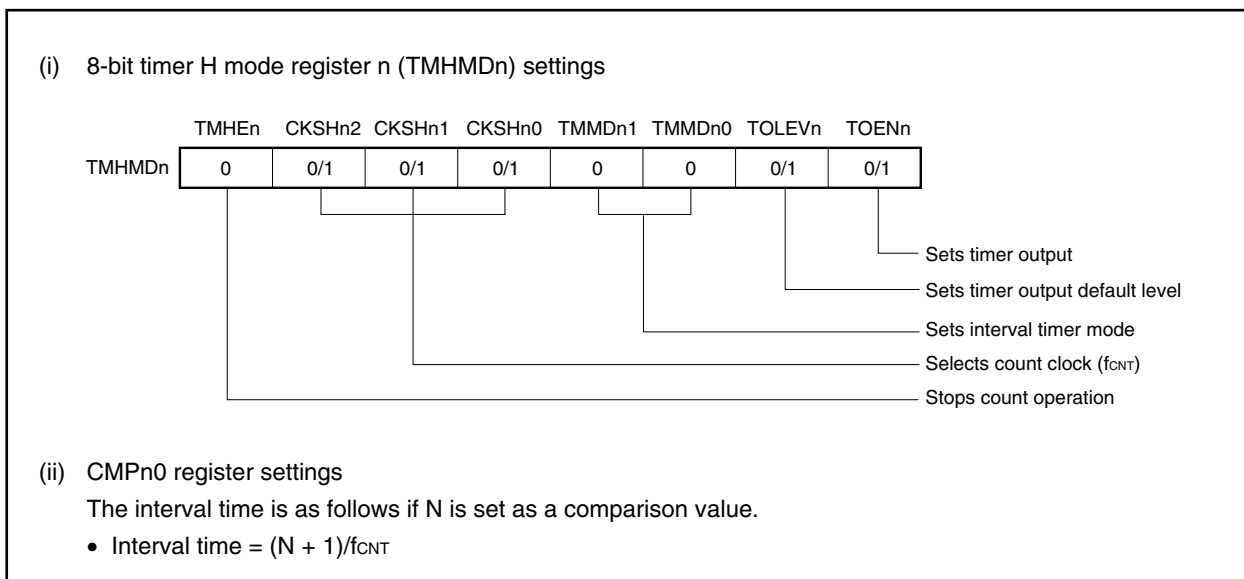 (i) 8-bit timer H mode register n (TMHMDn) settings
TMHEn CKSHn2 CKSHn1 CKSHn0 TMMDn1 TMMDn0 TOLEVn TOENn
TMHMDn 0 0/1 0/1 0/1 0 0 0/1 0/1
Sets timer output
Sets timer output default level
Sets interval timer mode
Selects count clock (fCNT)
Stops count operation
(ii) CMPn0 register settings
The interval time is as follows if N is set as a comparison value.
• Interval time = (N + 1)/fCNT